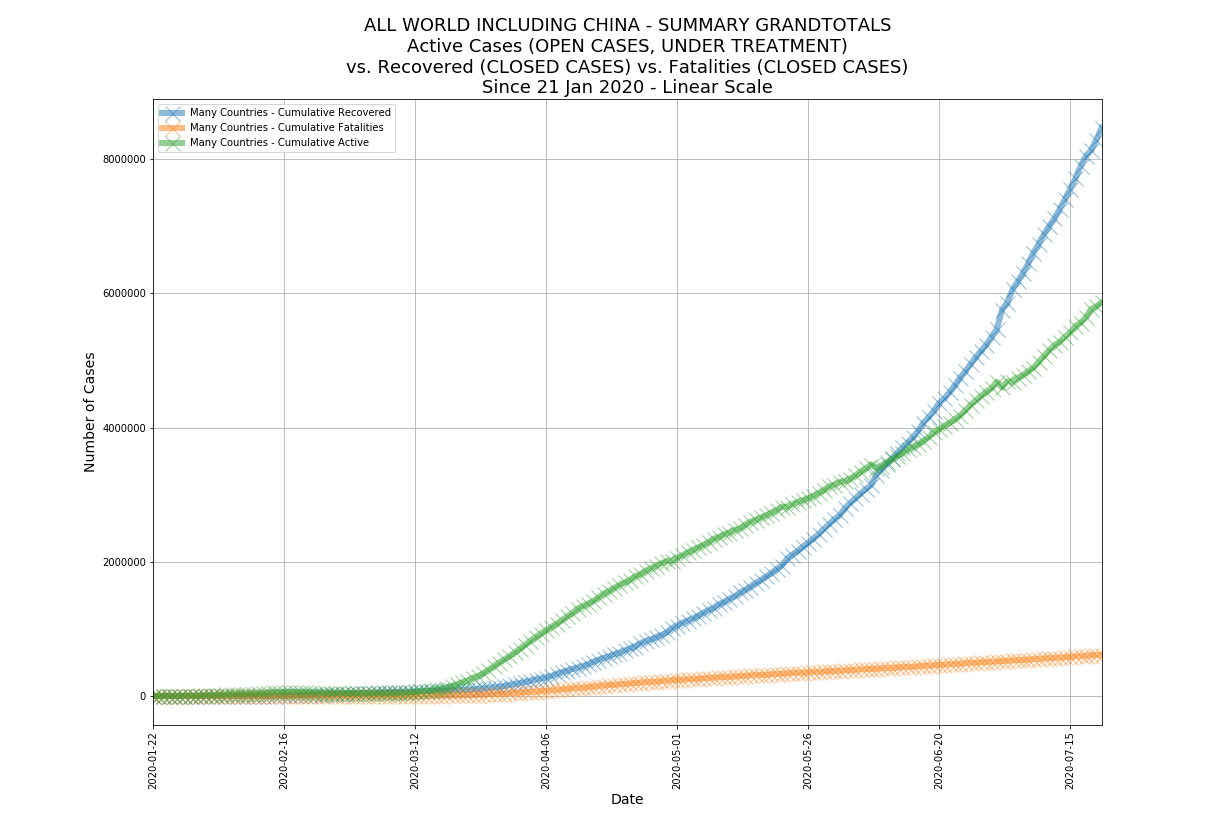 ALL WORLD INCLUDING CHINA - SUMMARY GRANDTOTALS
Active Cases (OPEN CASES, UNDER TREATMENT)
vs. Recovered (CLOSED CASES) vs. Fatalities (CLOSED CASES)
Since 21 Jan 2020 - Linear Scale
Many Countries - Cumulative Recovered
Many Countries - Cumulative Fatalities
Many Countries - Cumulative Active
Number of Cases
8000000
6000000
4000000
2000000
0
2020-01-22
2020-02-16
2020-03-12
2020-04-06
2020-05-01
2020-05-26
2020-06-20
2020-07-15
Date